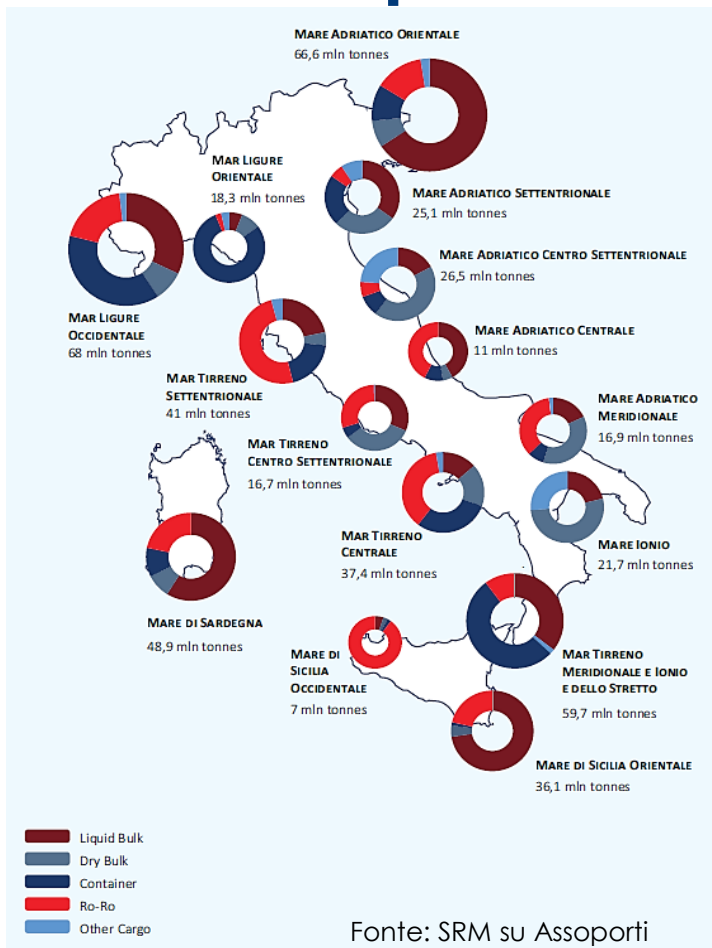 MARE ADRIATICO ORIENTALE
66,6 mln tonnes
MAR LIGURE
ORIENTALE
18,3 mln tonnes
MARE ADRIATICO SETTENTRIONALE
25,1 mln tonnes
MARE ADRIATICO CENTRO SETTENTRIONALE
26,5 mln tonnes
MAR LIGURE
OCCIDENTALE
68 mln tonnes
MARE ADRIATICO CENTRALE
11 mln tonnes
MAR TIRRENO
SETTENTRIONALE
41 mln tonnes
MARE ADRIATICO
MERIDIONALE
16,9 mln tonnes
MAR TIRRENO
CENTRO SETTENTRIONALE
16,7 mln tonnes
MAR TIRRENO
CENTRALE
37,4 mln tonnes
MARE IONIO
21,7 mln tonnes
MARE DI SARDEGNA
48,9 mln tonnes
MARE DI
SICILIA
OCCIDENTALE
7 mln tonnes
MAR TIRRENO
MERIDIONALE E IONIO
E DELLO STRETTO
59,7 mln tonnes
MARE DI SICILIA ORIENTALE
36,1 mln tonnes
Liquid Bulk
Dry Bulk
Container
Ro-Ro
Other Cargo
Fonte: SRM su Assoporti